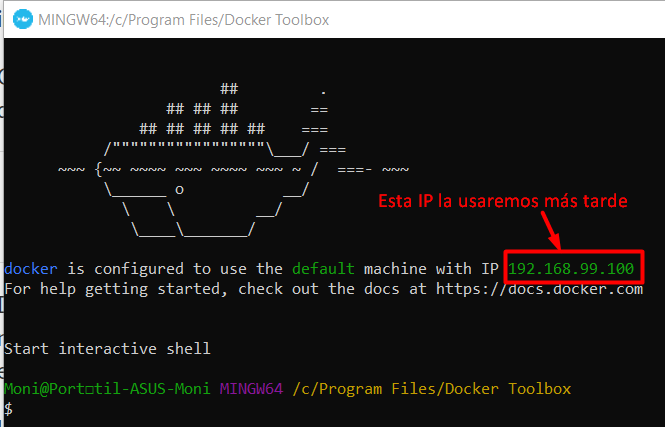 MINGW64:/c/Program Files/Docker Toolbox
                        ##         .
                  ## ## ##        ==
               ## ## ## ## ##    ===
           /"""""""""""""""""\___/ ===
      ~~~ {~~ ~~~~ ~~~ ~~~~ ~~~ ~ /  ===- ~~~
           \______ o           __/
             \    \         __/
              \____\_______/
Esta IP la usaremos más tarde
docker is configured to use the default machine with IP 192.168.99.100
For help getting started, check out the docs at https://docs.docker.com
Start interactive shell
Moni@Port□til-ASUS-Moni MINGW64 /c/Program Files/Docker Toolbox
$